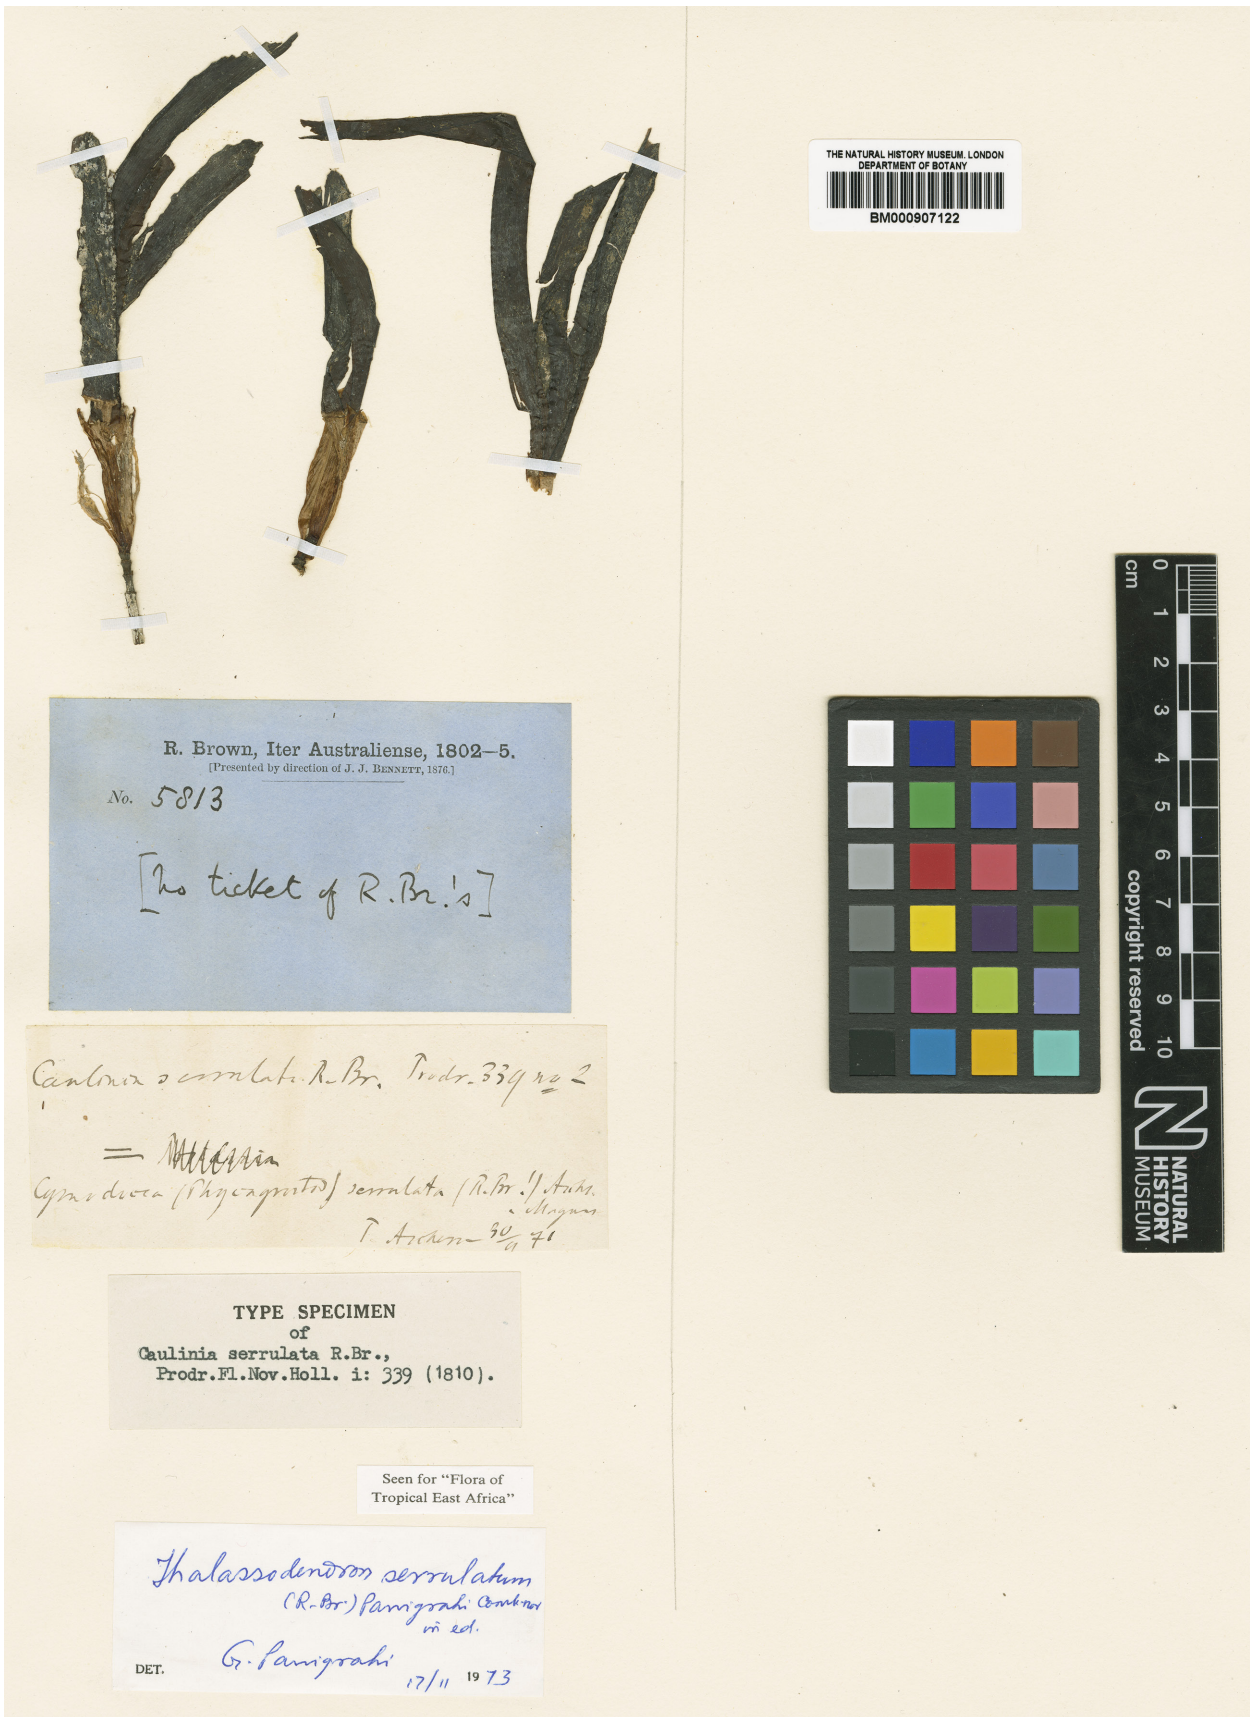 THE NATURAL HISTORY MUSEUM. LONDON
DEPARTMENT OF BOTANY
BM000907122
R. Brown, Iter Australiense, 1802–5.
[Presented by direction of J. J. BENNETT, 1876.]
No. 5813
[No ticket of R.Br.'s]
Caulinia serrulata R. Br. Prodr. 339 no 2
=
Cymodocea (Phycagrostis) serrulata (R. Br.!) Aschs.
& Magnus
P. Ascherson 71
TYPE SPECIMEN
of
Caulinia serrulata R.Br.,
Prodr.Fl.Nov.Holl. i: 339 (1810).
Seen for “Flora of
Tropical East Africa”
Thalassodendron serrulatum
(R. Br.) Panigrahi Comb. nov
in ed.
DET. G. Panigrahi
17/11 1973
cm 0 1 2 3 4 5 6 7 8 9 10
copyright reserved
NATURAL
HISTORY
MUSEUM